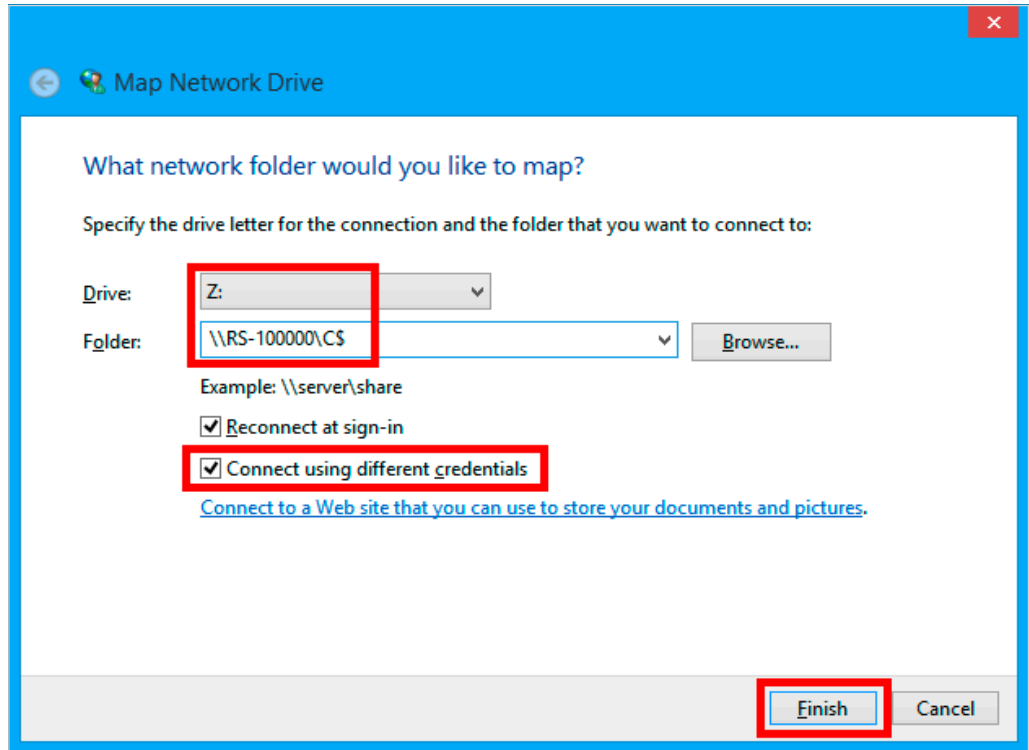 Map Network Drive
What network folder would you like to map?
Specify the drive letter for the connection and the folder that you want to connect to:
Drive: Z:
Folder: \\RS-100000\C$ Browse...
Example: \\server\share
Reconnect at sign-in
Connect using different credentials
Connect to a Web site that you can use to store your documents and pictures.
Finish Cancel